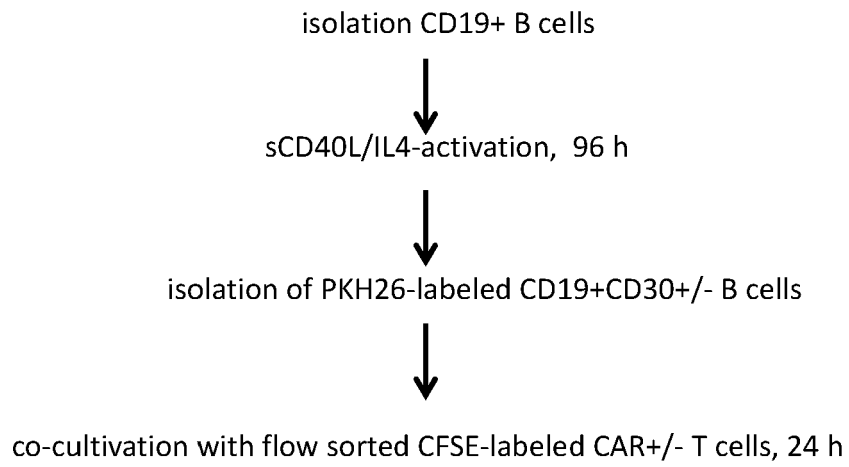 isolation CD19+ B cells
sCD40L/IL4-activation, 96 h
isolation of PKH26-labeled CD19+CD30+/- B cells
co-cultivation with flow sorted CFSE-labeled CAR+/- T cells, 24 h